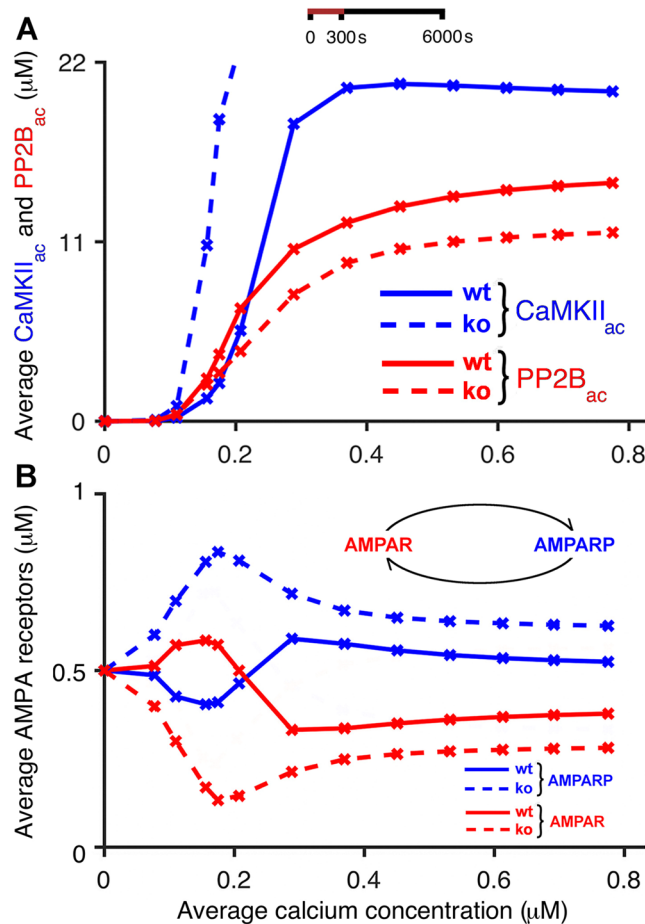 A
0 300s 6000s
Average CaMKIIac and PP2Bac (μM)
22
11
0
wt
ko
CaMKIIac
wt
ko
PP2Bac
0 0.2 0.4 0.6 0.8
B
Average AMPA receptors (μM)
1
0.5
0
AMPAR AMPARP
wt
ko
AMPARP
wt
ko
AMPAR
0 0.2 0.4 0.6 0.8
Average calcium concentration (μM)